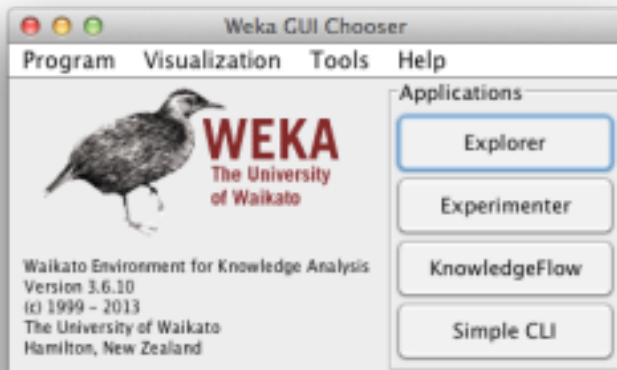 Weka GUI Chooser
Program Visualization Tools Help
WEKA
The University
of Waikato
Waikato Environment for Knowledge Analysis
Version 3.6.10
(c) 1999 - 2013
The University of Waikato
Hamilton, New Zealand
Applications
Explorer
Experimenter
KnowledgeFlow
Simple CLI